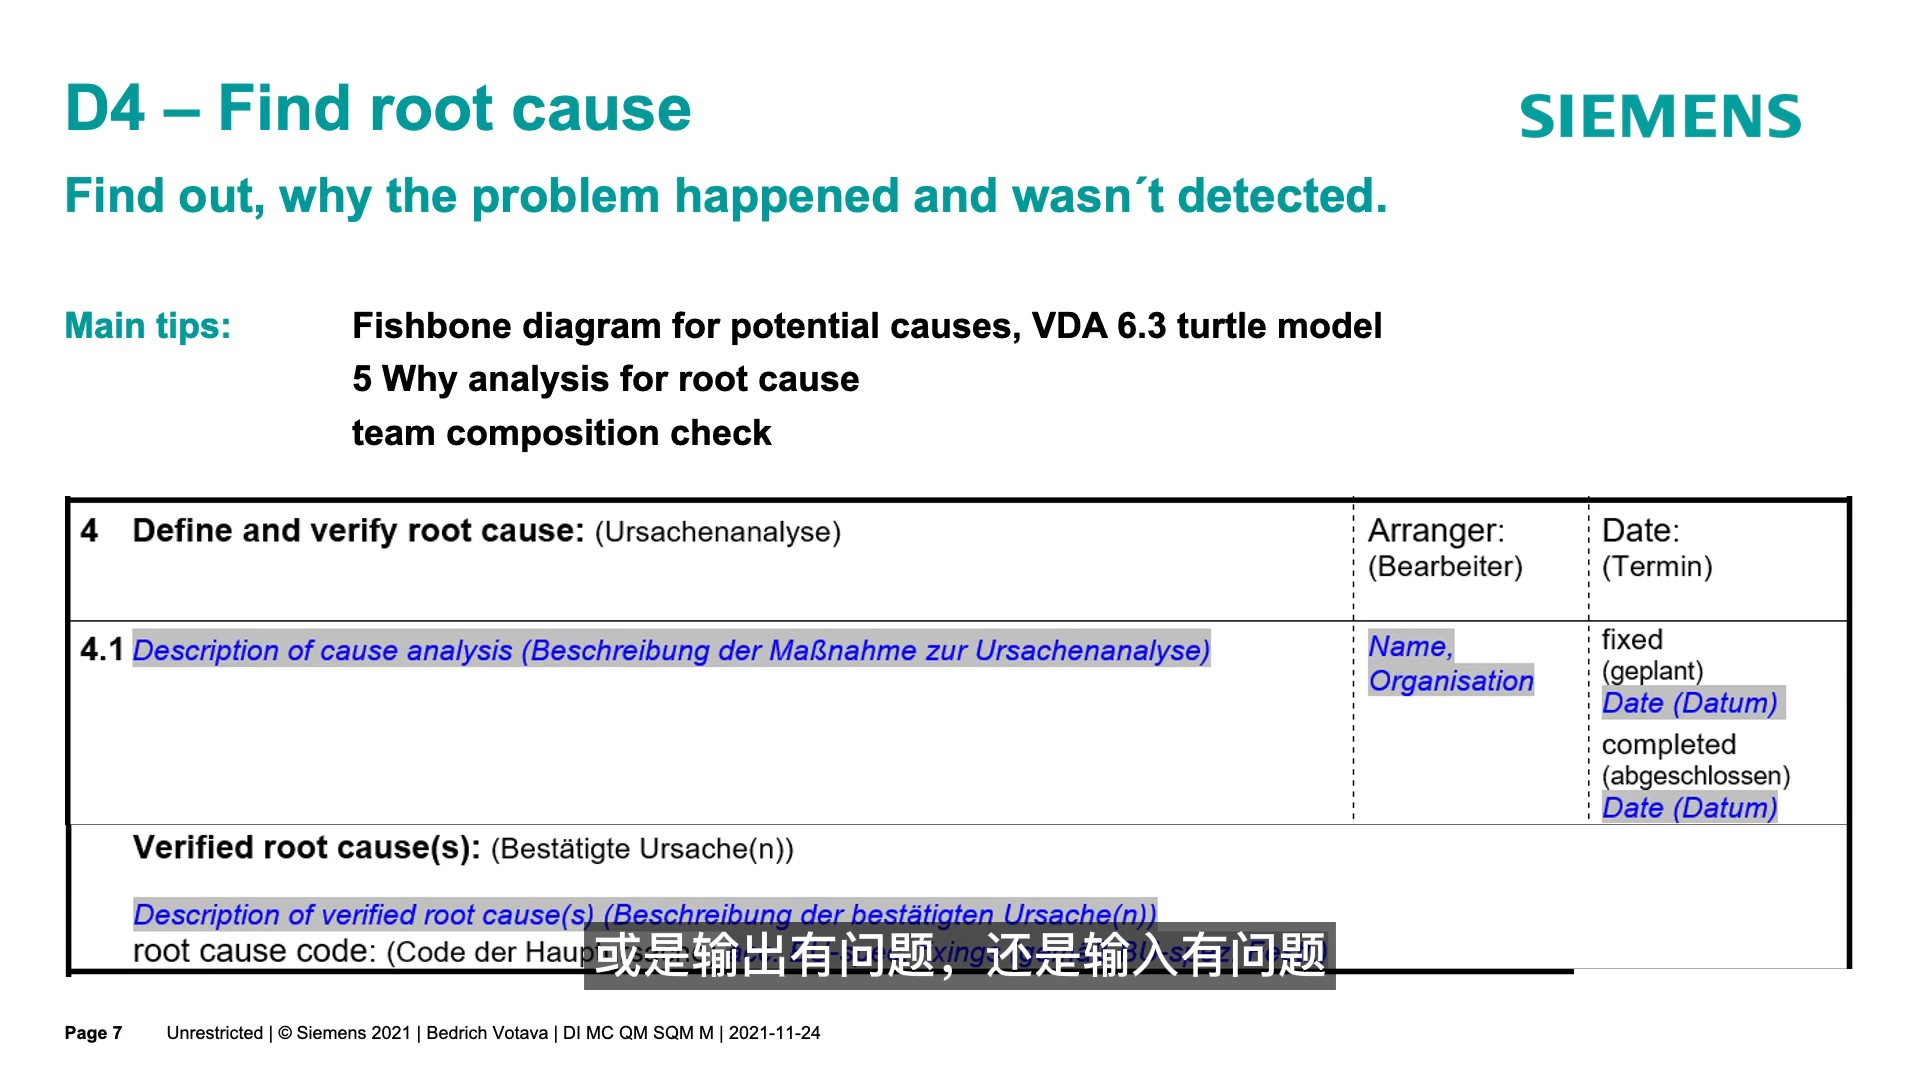 D4 – Find root cause
SIEMENS
Find out, why the problem happened and wasn´t detected.
Main tips:
Fishbone diagram for potential causes, VDA 6.3 turtle model
5 Why analysis for root cause
team composition check
4 Define and verify root cause: (Ursachenanalyse)
Arranger:
(Bearbeiter)
Date:
(Termin)
4.1 Description of cause analysis (Beschreibung der Maßnahme zur Ursachenanalyse)
Name,
Organisation
fixed
(geplant)
Date (Datum)
completed
(abgeschlossen)
Date (Datum)
Verified root cause(s): (Bestätigte Ursache(n))
Description of verified root cause(s) (Beschreibung der bestätigten Ursache(n))
root cause code: (Code der
或是输出有问题，还是输入有问题
Page 7 Unrestricted | © Siemens 2021 | Bedrich Votava | DI MC QM SQM M | 2021-11-24